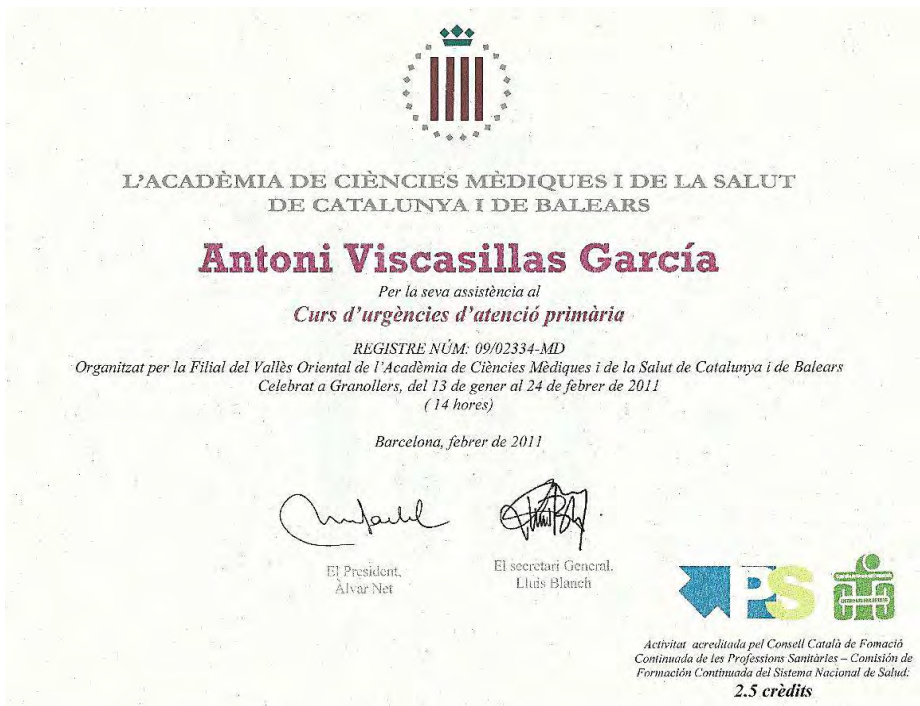 L'ACADÈMIA DE CIÈNCIES MÈDIQUES I DE LA SALUT
DE CATALUNYA I DE BALEARS
Antoni Viscasillas García
Per la seva assistència al
Curs d'urgències d'atenció primària
REGISTRE NÚM: 09/02334-MD
Organitzat per la Filial del Vallès Oriental de l'Acadèmia de Ciències Mèdiques i de la Salut de Catalunya i de Balears
Celebrat a Granollers, del 13 de gener al 24 de febrer de 2011
( 14 hores)
Barcelona, febrer de 2011
El President,
Àlvar Net
El secretari General,
Lluís Blanch
PS
Activitat acreditada pel Consell Català de Fomació
Continuada de les Professions Sanitàries – Comisión de
Formación Continuada del Sistema Nacional de Salud:
2.5 crèdits